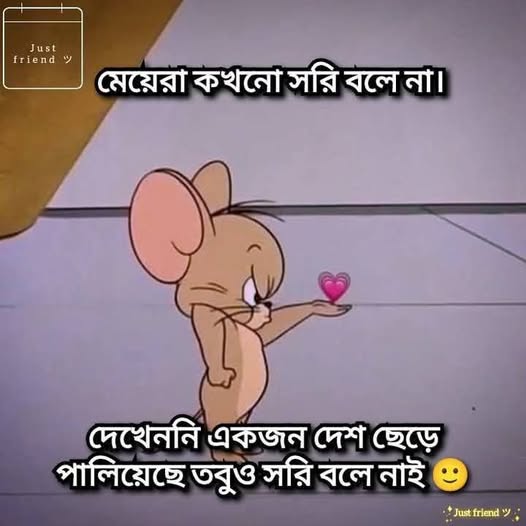 Just
friend ツ
মেয়েরা কখনো সরি বলে না।
দেখেননি একজন দেশ ছেড়ে
পালিয়েছে তবুও সরি বলে নাই 🙂
Just friend ツ